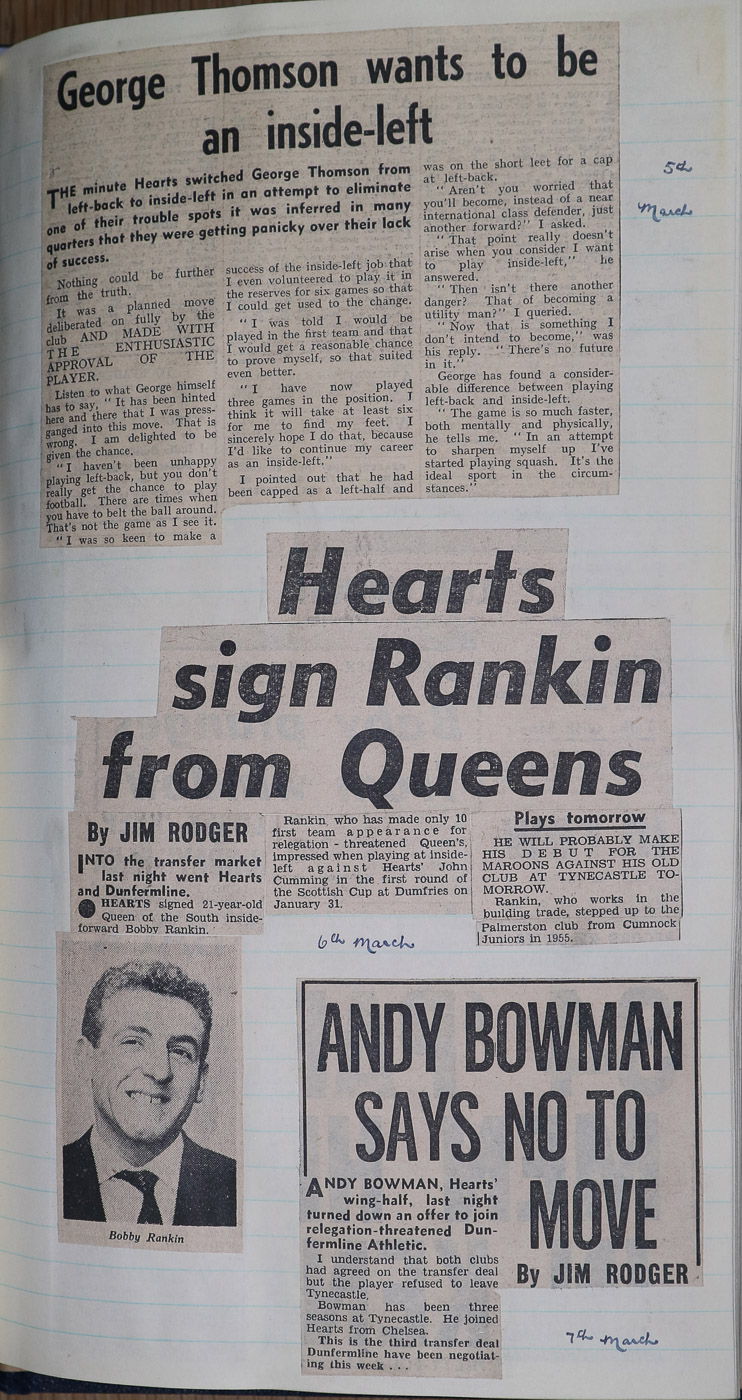 George Thomson wants to be
an inside-left
THE minute Hearts switched George Thomson from
left-back to inside-left in an attempt to eliminate
one of their trouble spots it was inferred in many
quarters that they were getting panicky over their lack
of success.
Nothing could be further
from the truth.
It was a planned move
deliberated on fully by the
club AND MADE WITH
THE ENTHUSIASTIC
APPROVAL OF THE
PLAYER.
Listen to what George himself
has to say, "It has been hinted
here and there that I was press-
ganged into this move. That is
wrong. I am delighted to be
given the chance.
"I haven't been unhappy
playing left-back, but you don't
really get the chance to play
football. There are times when
you have to belt the ball around.
That's not the game as I see it.
"I was so keen to make a
success of the inside-left job that
I even volunteered to play it in
the reserves for six games so that
I could get used to the change.
"I was told I would be
played in the first team and that
I would get a reasonable chance
to prove myself, so that suited
even better.
"I have now played
three games in the position. I
think it will take at least six
for me to find my feet. I
sincerely hope I do that, because
I'd like to continue my career
as an inside-left."
I pointed out that he had
been capped as a left-half and
was on the short leet for a cap
at left-back.
"Aren't you worried that
you'll become, instead of a near
international class defender, just
another forward?" I asked.
"That point really doesn't
arise when you consider I want
to play inside-left," he
answered.
"Then isn't there another
danger? That of becoming a
utility man?" I queried.
"Now that is something I
don't intend to become," was
his reply. "There's no future
in it."
George has found a consider-
able difference between playing
left-back and inside-left.
"The game is so much faster,
both mentally and physically,
he tells me. "In an attempt
to sharpen myself up I've
started playing squash. It's the
ideal sport in the circum-
stances."
5th
March
Hearts
sign Rankin
from Queens
By JIM RODGER
INTO the transfer market
last night went Hearts
and Dunfermline.
● HEARTS signed 21-year-old
Queen of the South inside-
forward Bobby Rankin.
Rankin, who has made only 10
first team appearance for
relegation-threatened Queen's,
impressed when playing at inside-
left against Hearts' John
Cumming in the first round of
the Scottish Cup at Dumfries on
January 31.
Plays tomorrow
HE WILL PROBABLY MAKE
HIS DEBUT FOR THE
MAROONS AGAINST HIS OLD
CLUB AT TYNECASTLE TO-
MORROW.
Rankin, who works in the
building trade, stepped up to the
Palmerston club from Cumnock
Juniors in 1955.
6th March
Bobby Rankin
ANDY BOWMAN
SAYS NO TO
MOVE
By JIM RODGER
ANDY BOWMAN, Hearts'
wing-half, last night
turned down an offer to join
relegation-threatened Dun-
fermline Athletic.
I understand that both clubs
had agreed on the transfer deal
but the player refused to leave
Tynecastle.
Bowman has been three
seasons at Tynecastle. He joined
Hearts from Chelsea.
This is the third transfer deal
Dunfermline have been negotiat-
ing this week . . .
7th March